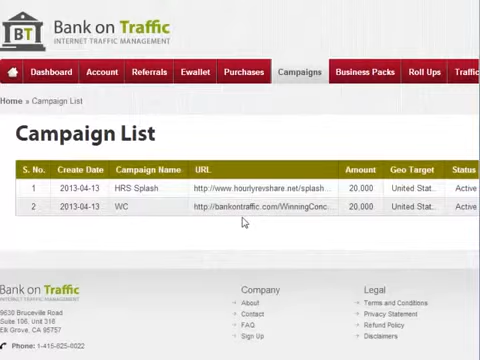 BT Bank on Traffic
INTERNET TRAFFIC MANAGEMENT
Dashboard Account Referrals Ewallet Purchases Campaigns Business Packs Roll Ups Traffic
Home » Campaign List
Campaign List
S. No. Create Date Campaign Name URL Amount Geo Target Status
1 2013-04-13 HRS Splash http://www.hourlyrevshare.net/splash... 20,000 United Stat.. Active
2 2013-04-13 WC http://bankontraffic.com/WinningConc... 20,000 United Stat.. Active
Bank on Traffic
INTERNET TRAFFIC MANAGEMENT
9630 Bruceville Road
Suite 106, Unit 316
Elk Grove, CA 95757
Phone:
Company
About
Contact
FAQ
Sign Up
Legal
Terms and Conditions
Privacy Statement
Refund Policy
Disclaimers